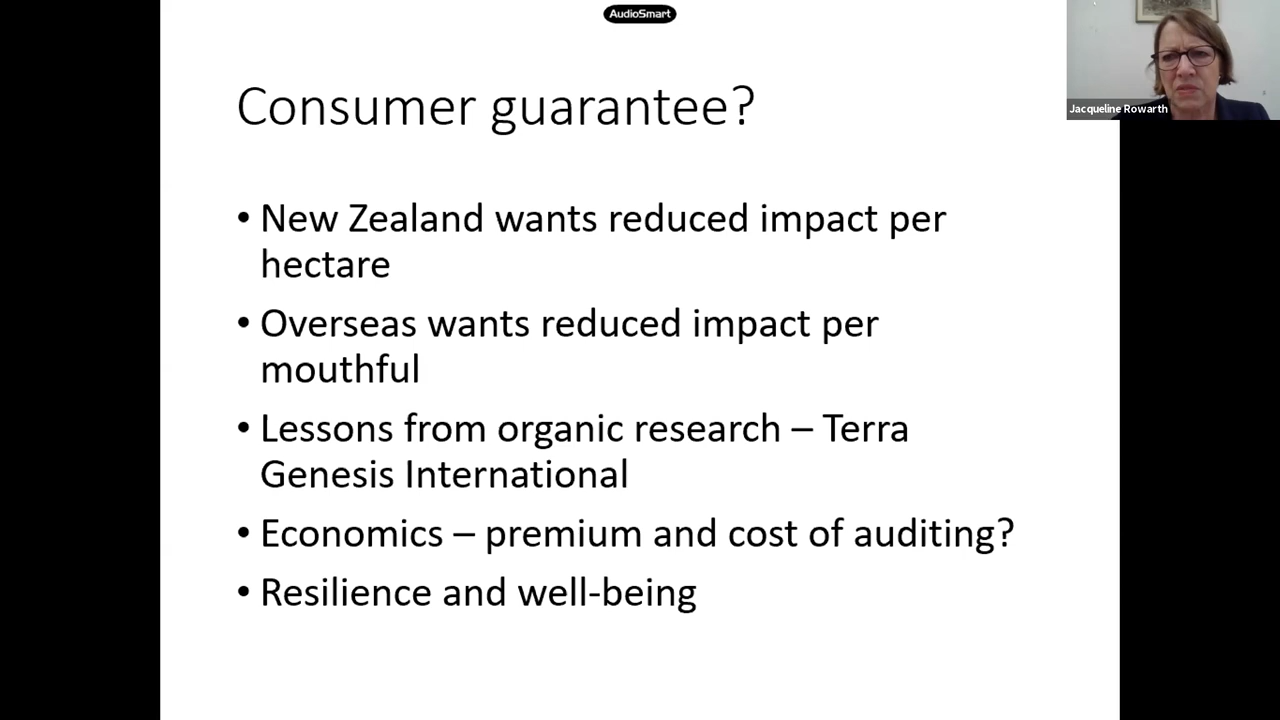 AudioSmart
Jacqueline Rowarth
Consumer guarantee?
• New Zealand wants reduced impact per
hectare
• Overseas wants reduced impact per
mouthful
• Lessons from organic research – Terra
Genesis International
• Economics – premium and cost of auditing?
• Resilience and well-being